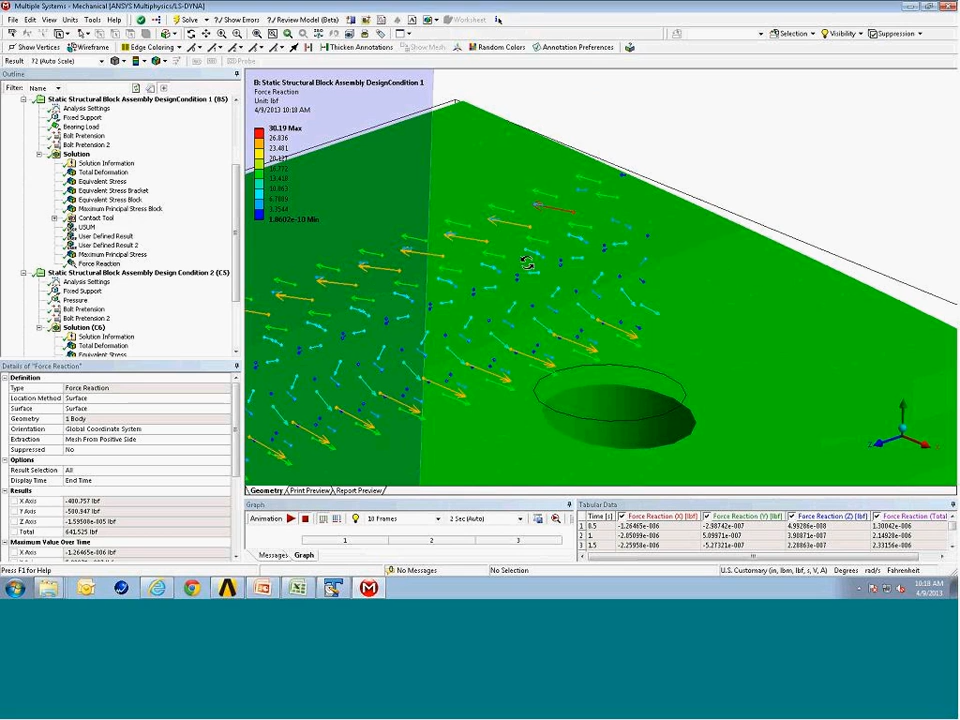 Multiple Systems - Mechanical [ANSYS Multiphysics/LS-DYNA]
File Edit View Units Tools Help Solve ?/ Show Errors Review Model (Beta) Worksheet
Selection Visibility Suppression
Show Vertices Wireframe Edge Coloring Thicken Annotations Show Mesh Random Colors Annotation Preferences
Result 72 (Auto Scale) Probe
Outline
Filter: Name
Static Structural Block Assembly DesignCondition 1 (B5)
Analysis Settings
Fixed Support
Bearing Load
Bolt Pretension
Bolt Pretension 2
Solution
Solution Information
Total Deformation
Equivalent Stress
Equivalent Stress Bracket
Equivalent Stress Block
Maximum Principal Stress Block
Contact Tool
USUM
User Defined Result
User Defined Result 2
Maximum Principal Stress
Force Reaction
Static Structural Block Assembly Design Condition 2 (C5)
Analysis Settings
Fixed Support
Pressure
Bolt Pretension
Bolt Pretension 2
Solution (C6)
Solution Information
Total Deformation
Equivalent Stress
Details of "Force Reaction"
Definition
Type Force Reaction
Location Method Surface
Surface Surface
Geometry 1 Body
Orientation Global Coordinate System
Extraction Mesh From Positive Side
Suppressed No
Options
Result Selection All
Display Time End Time
Results
X Axis -400.757 lbf
Y Axis -500.947 lbf
Z Axis -1.59508e-005 lbf
Total 641.525 lbf
Maximum Value Over Time
X Axis -1.26465e-006 lbf
B: Static Structural Block Assembly DesignCondition 1
Force Reaction
Unit: lbf
4/9/2013 10:18 AM
30.19 Max
26.836
23.481
20.127
16.772
13.418
10.063
6.7089
3.3544
1.8602e-10 Min
Geometry Print Preview Report Preview
Graph
Animation 10 Frames 2 Sec (Auto)
1 2 3
Messages Graph
Tabular Data
Time [s] Force Reaction (X) [lbf] Force Reaction (Y) [lbf] Force Reaction (Z) [lbf] Force Reaction (Total
1 0.5 -1.26465e-006 -2.98742e-007 4.99286e-008 1.30042e-006
2 1. -2.05099e-006 5.09971e-007 3.90871e-007 2.14928e-006
3 1.5 -2.25958e-006 -5.27321e-007 2.28863e-007 2.33156e-006
Press F1 for Help No Messages No Selection U.S. Customary (in, lbm, lbf, s, V, A) Degrees rad/s Fahrenheit
10:18 AM
4/9/2013